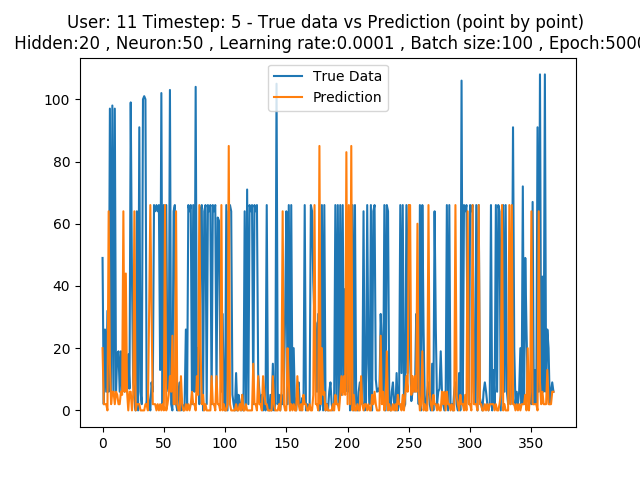 User: 11 Timestep: 5 - True data vs Prediction (point by point)
Hidden:20 , Neuron:50 , Learning rate:0.0001 , Batch size:100 , Epoch:5000
True Data
Prediction
100
80
60
40
20
0
0 50 100 150 200 250 300 350